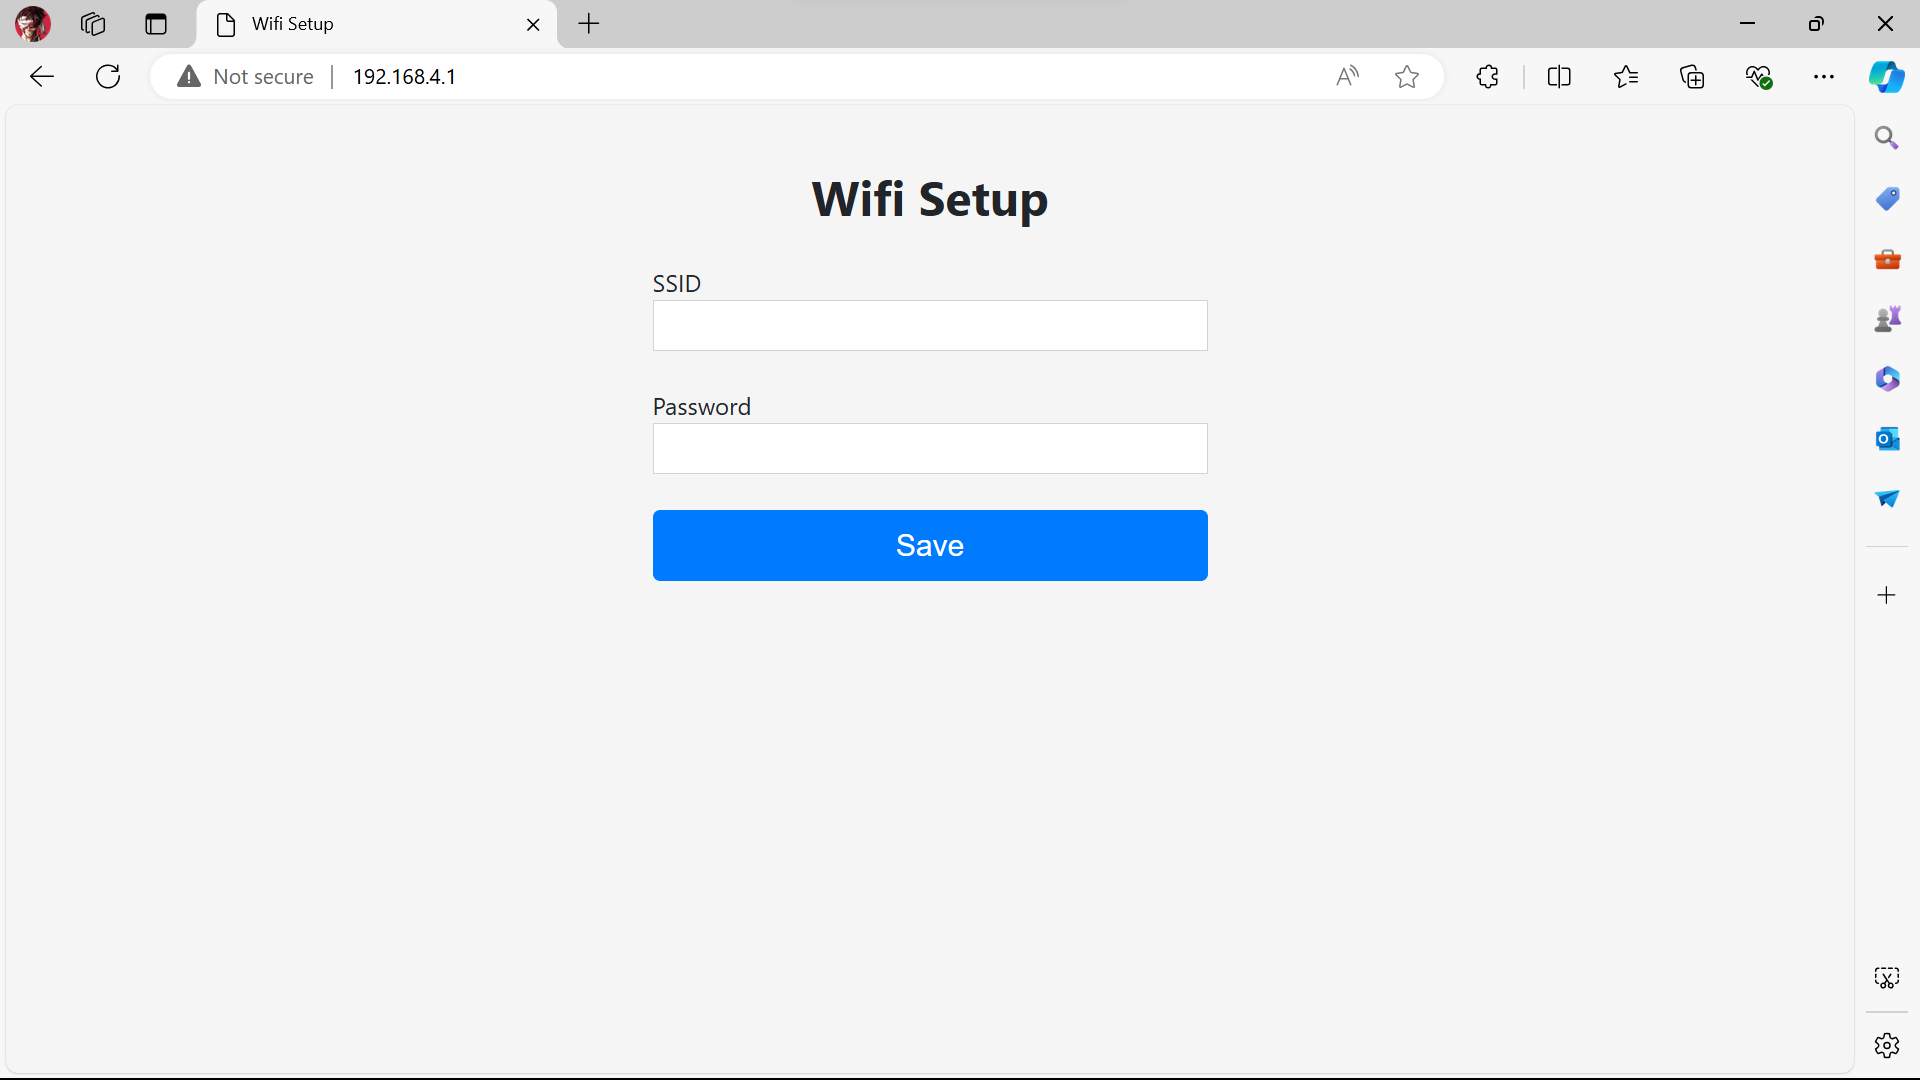 Wifi Setup
Not secure
192.168.4.1
Wifi Setup
SSID
Password
Save